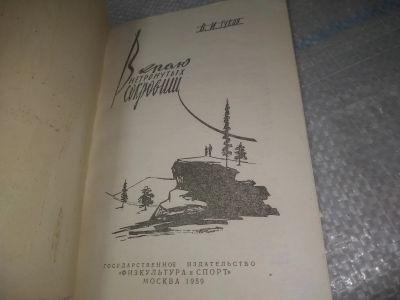 В краю
нетронутых
сокровищ
ГОСУДАРСТВЕННОЕ ИЗДАТЕЛЬСТВО
«ФИЗКУЛЬТУРА и СПОРТ»
МОСКВА 1959